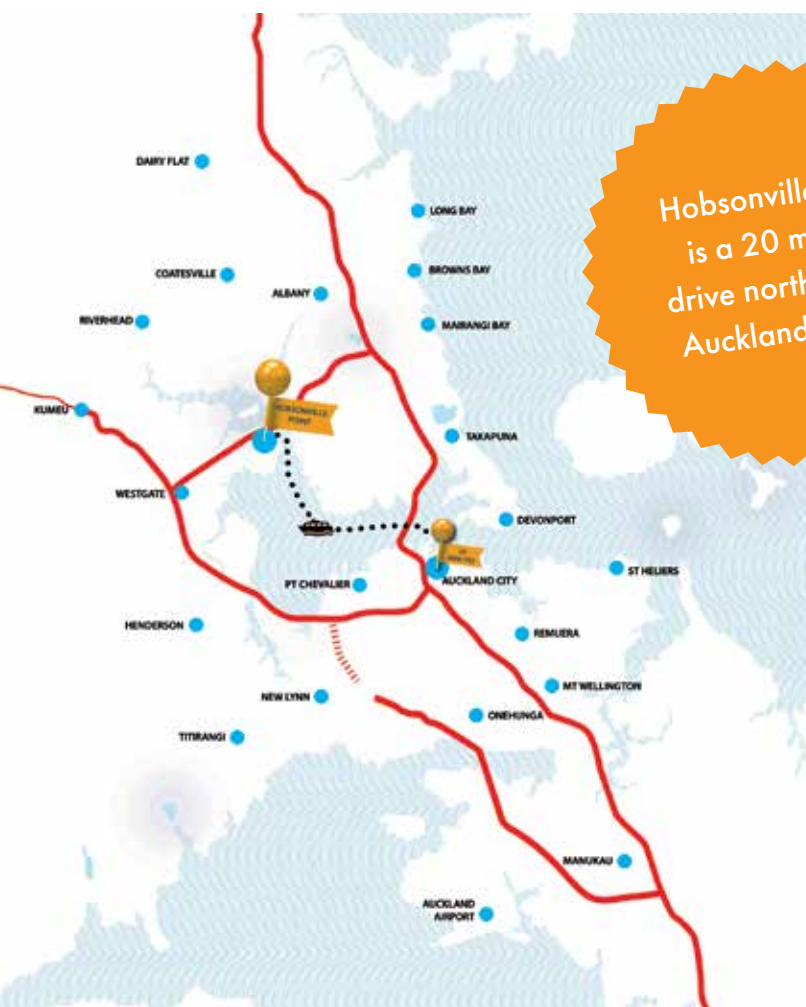 DAIRY FLAT
LONG BAY
COATESVILLE
BROWNS BAY
ALBANY
RIVERHEAD
MAIRANGI BAY
Hobsonville
is a 20 m
drive north
Auckland
KUMEU
HOBSONVILLE
POINT
TAKAPUNA
WESTGATE
DEVONPORT
PT CHEVALIER
AUCKLAND CITY
ST HELIERS
HENDERSON
REMUERA
MT WELLINGTON
NEW LYNN
ONEHUNGA
TITIRANGI
MANUKAU
AUCKLAND
AIRPORT